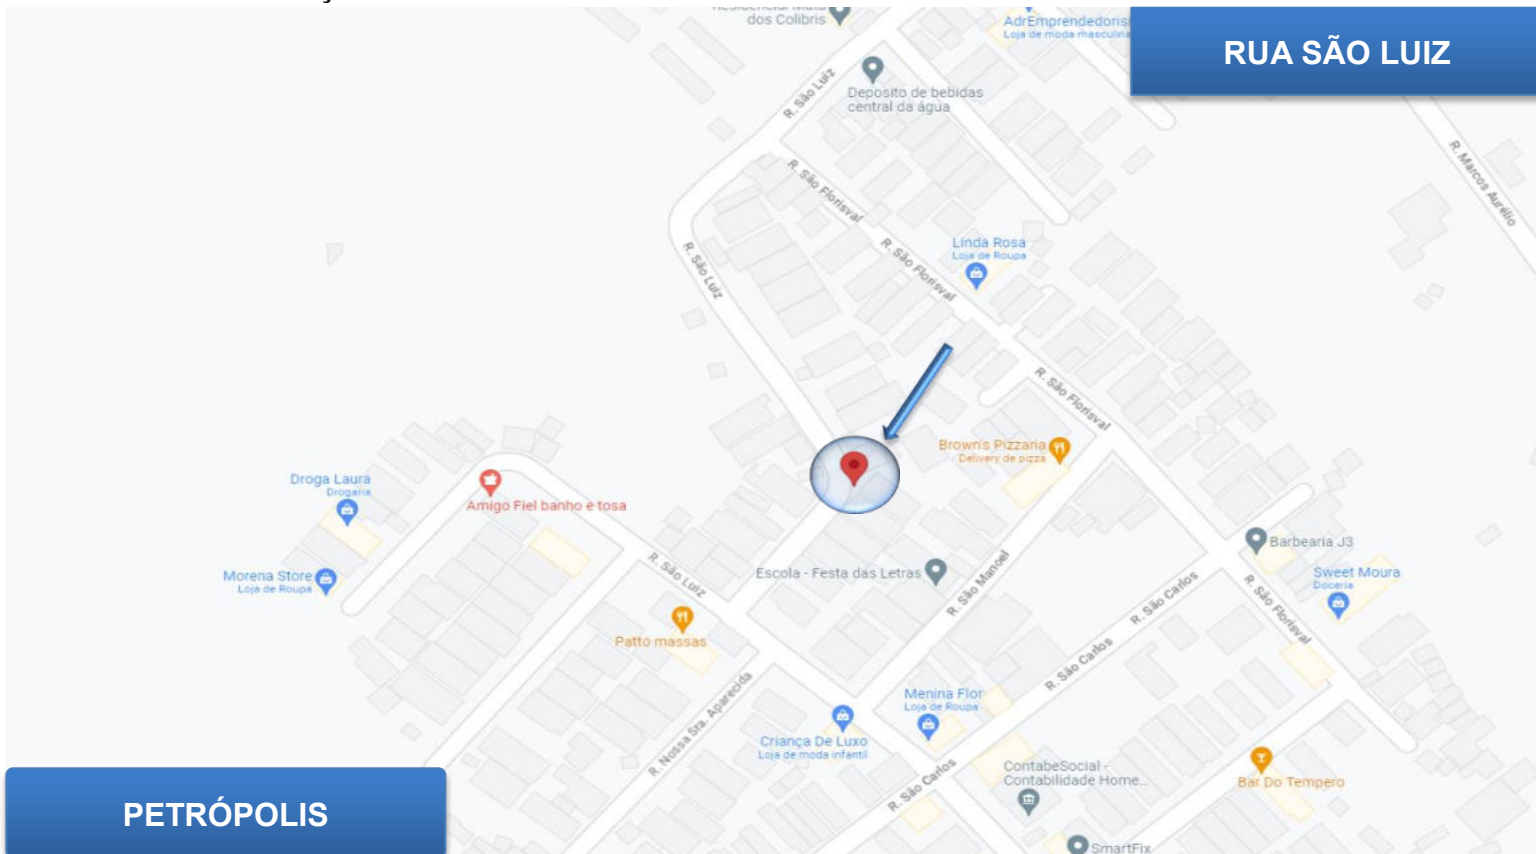 dos Colibris
AdrEmprendedoris
Loja de moda masculina
RUA SÃO LUIZ
R. São Luiz
Deposito de bebidas
central da água
R. Marcos Aurélio
R. São Florisval
R. São Luiz
R. São Florisval
Linda Rosa
Loja de Roupa
R. São Florisval
Brown's Pizzaria
Delivery de pizza
Droga Laura
Drogaria
Amigo Fiel banho e tosa
Barbearia J3
Morena Store
Loja de Roupa
R. São Luiz
Escola - Festa das Letras
R. São Manoel
R. São Carlos
R. São Florisval
Sweet Moura
Doceria
Patto massas
R. São Carlos
R. Nossa Sra. Aparecida
Menina Flor
Loja de Roupa
Criança De Luxo
Loja de moda infantil
R. São Carlos
ContabeSocial -
Contabilidade Home...
Bar Do Tempero
PETRÓPOLIS
SmartFix